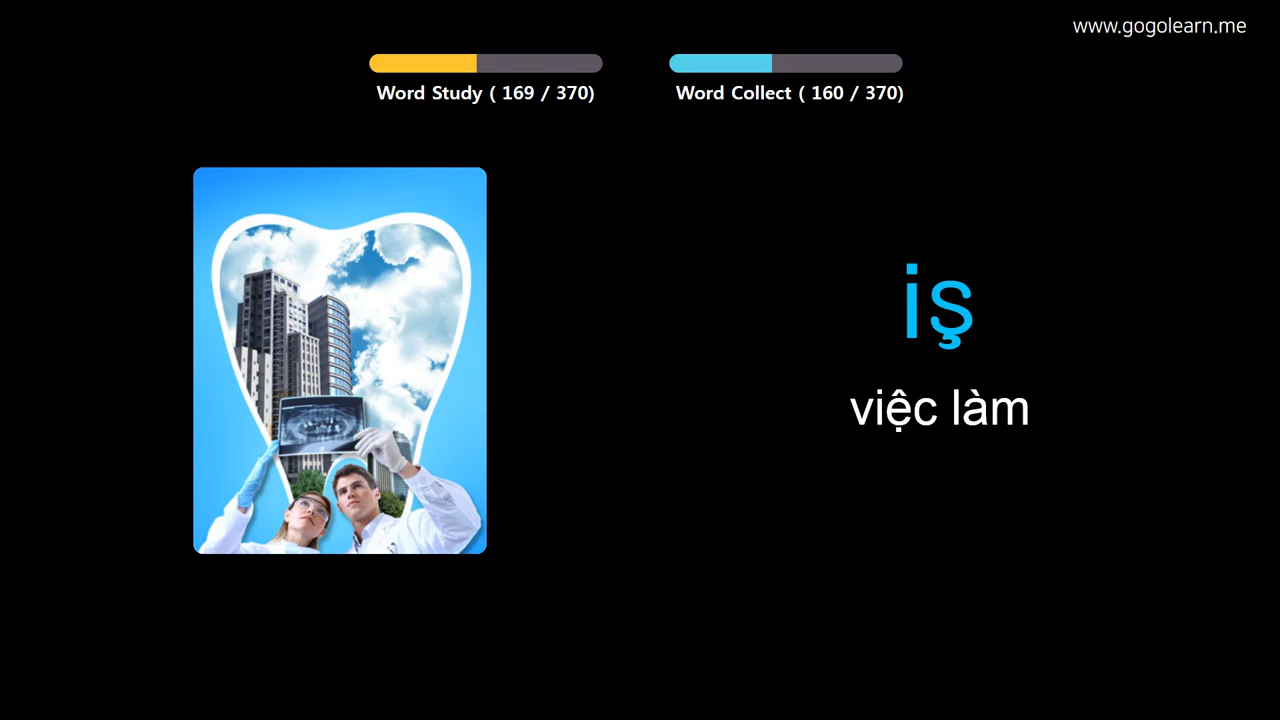 www.gogolearn.me
Word Study ( 169 / 370)
Word Collect ( 160 / 370)
iş
việc làm